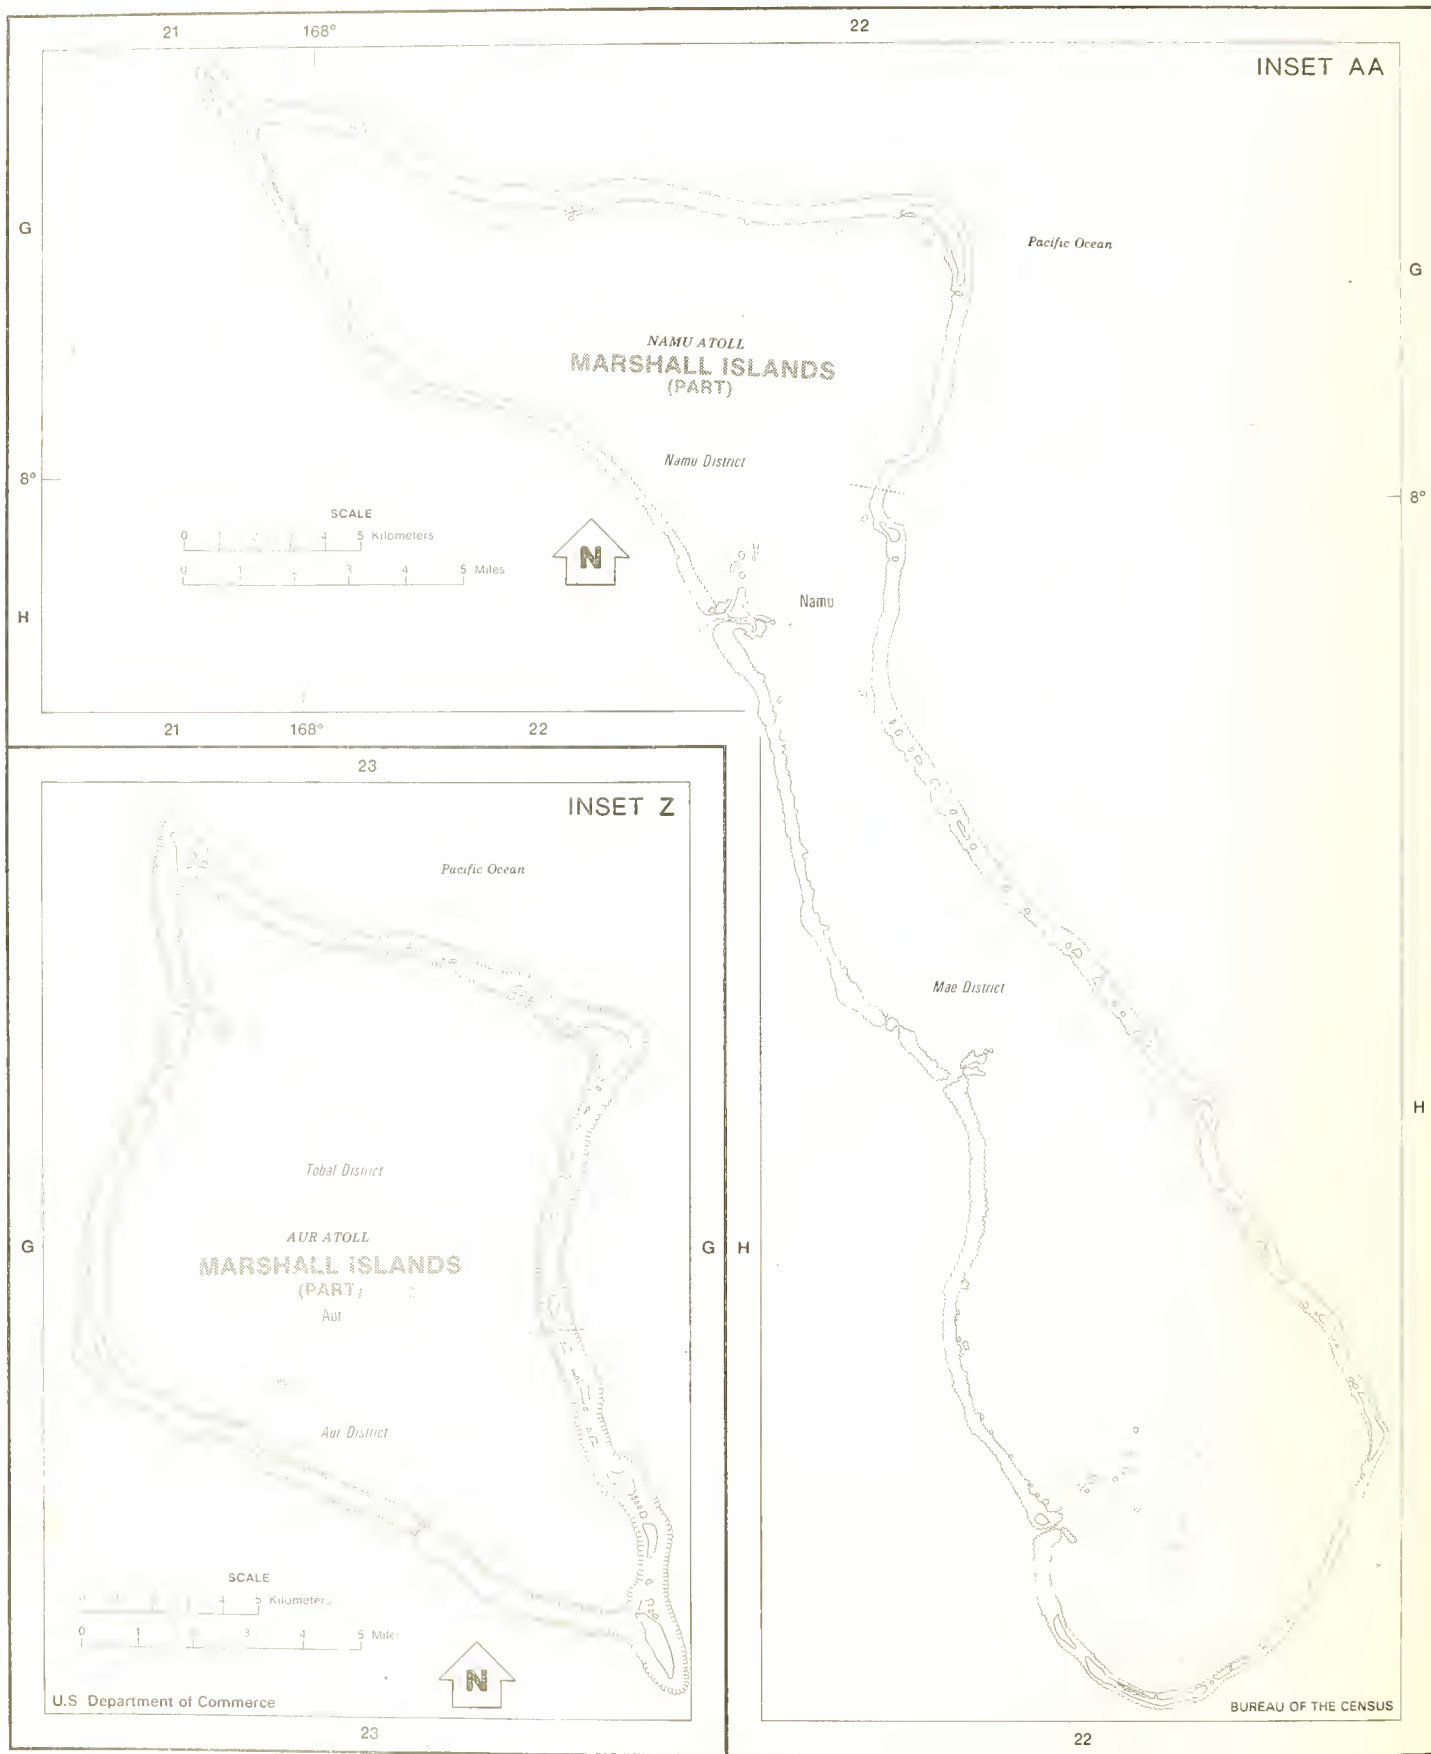 21 168° 22
INSET AA
G
Pacific Ocean
G
NAMU ATOLL
MARSHALL ISLANDS
(PART)
Namu District
8°
8°
SCALE
0 1 2 3 4 5 Kilometers
0 1 2 3 4 5 Miles
N
Namu
H
21 168° 22
23
INSET Z
Pacific Ocean
Mae District
H
Tobal District
AUR ATOLL
G
G
H
MARSHALL ISLANDS
(PART)
Aur
Aur District
SCALE
4 5 Kilometers
0 1 3 4 5 Miles
N
U.S. Department of Commerce
BUREAU OF THE CENSUS
23
22